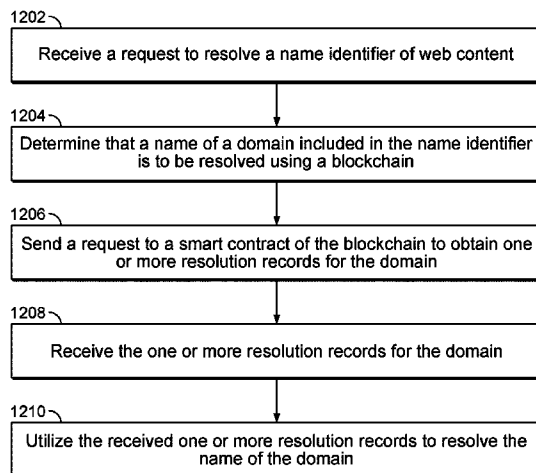 1202
Receive a request to resolve a name identifier of web content
1204
Determine that a name of a domain included in the name identifier
is to be resolved using a blockchain
1206
Send a request to a smart contract of the blockchain to obtain one
or more resolution records for the domain
1208
Receive the one or more resolution records for the domain
1210
Utilize the received one or more resolution records to resolve the
name of the domain